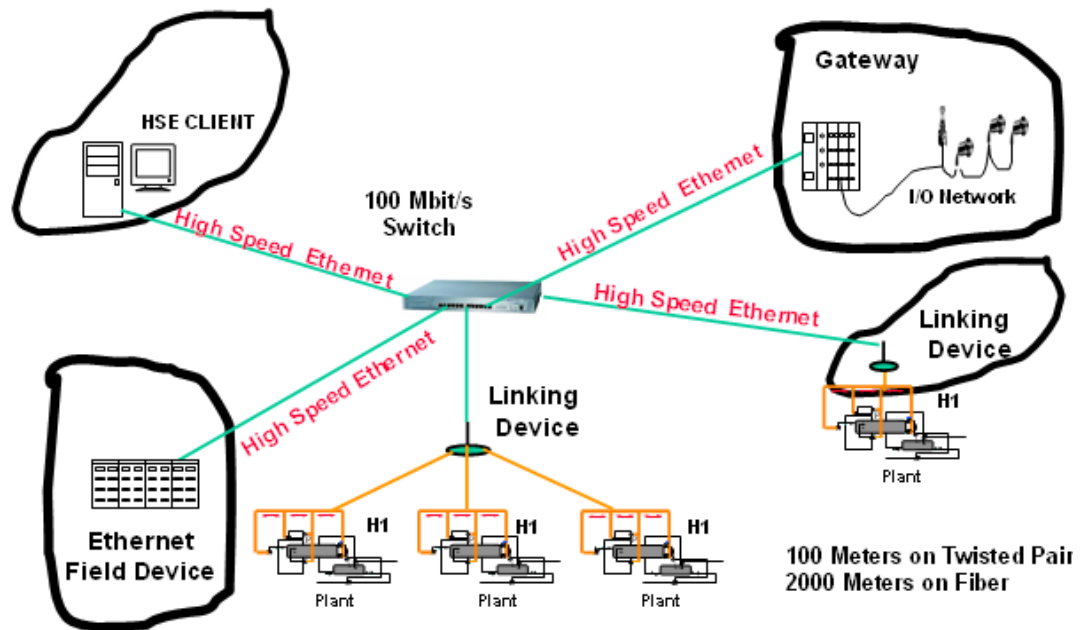 HSE CLIENT
Gateway
I/O Network
100 Mbit/s
Switch
High Speed Ethernet
High Speed Ethernet
High Speed Ethernet
High Speed Ethernet
Linking
Device
Linking
Device
H1
Plant
Ethernet
Field Device
H1
H1
H1
Plant
Plant
Plant
100 Meters on Twisted Pair
2000 Meters on Fiber